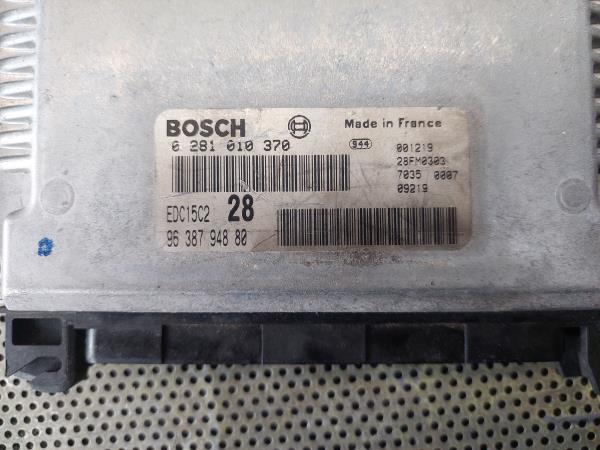 BOSCH
Made in France
0 281 010 370
944
001219
28FM0303
7035 0007
09219
EDC15C2 28
96 387 948 80